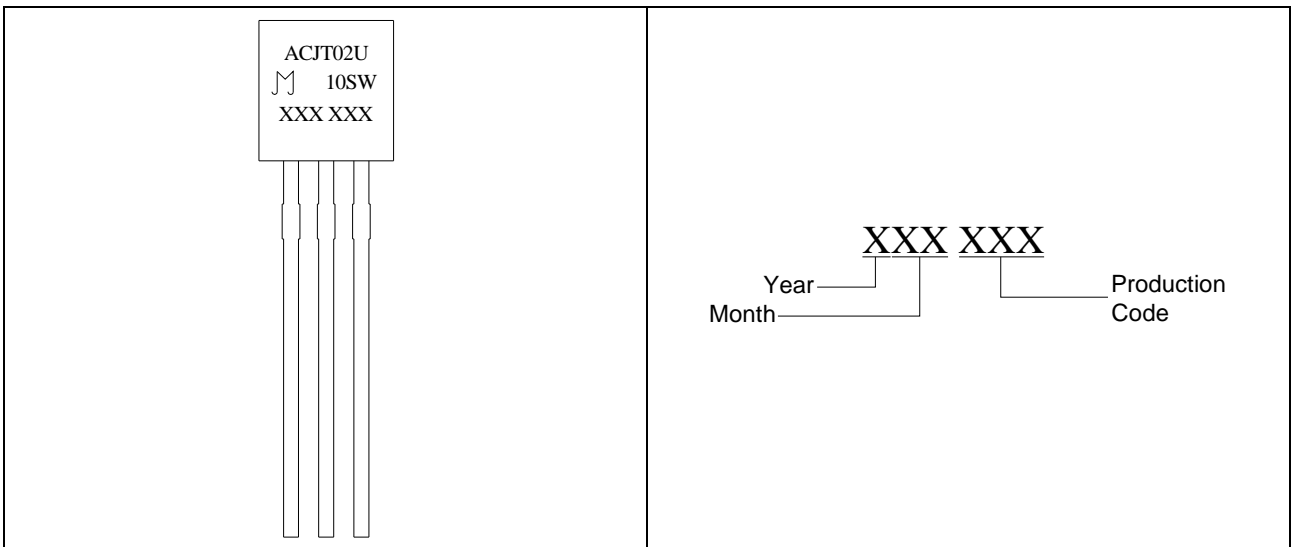 ACJT02U
10SW
XXX XXX
XXX XXX
Year
Month
Production
Code